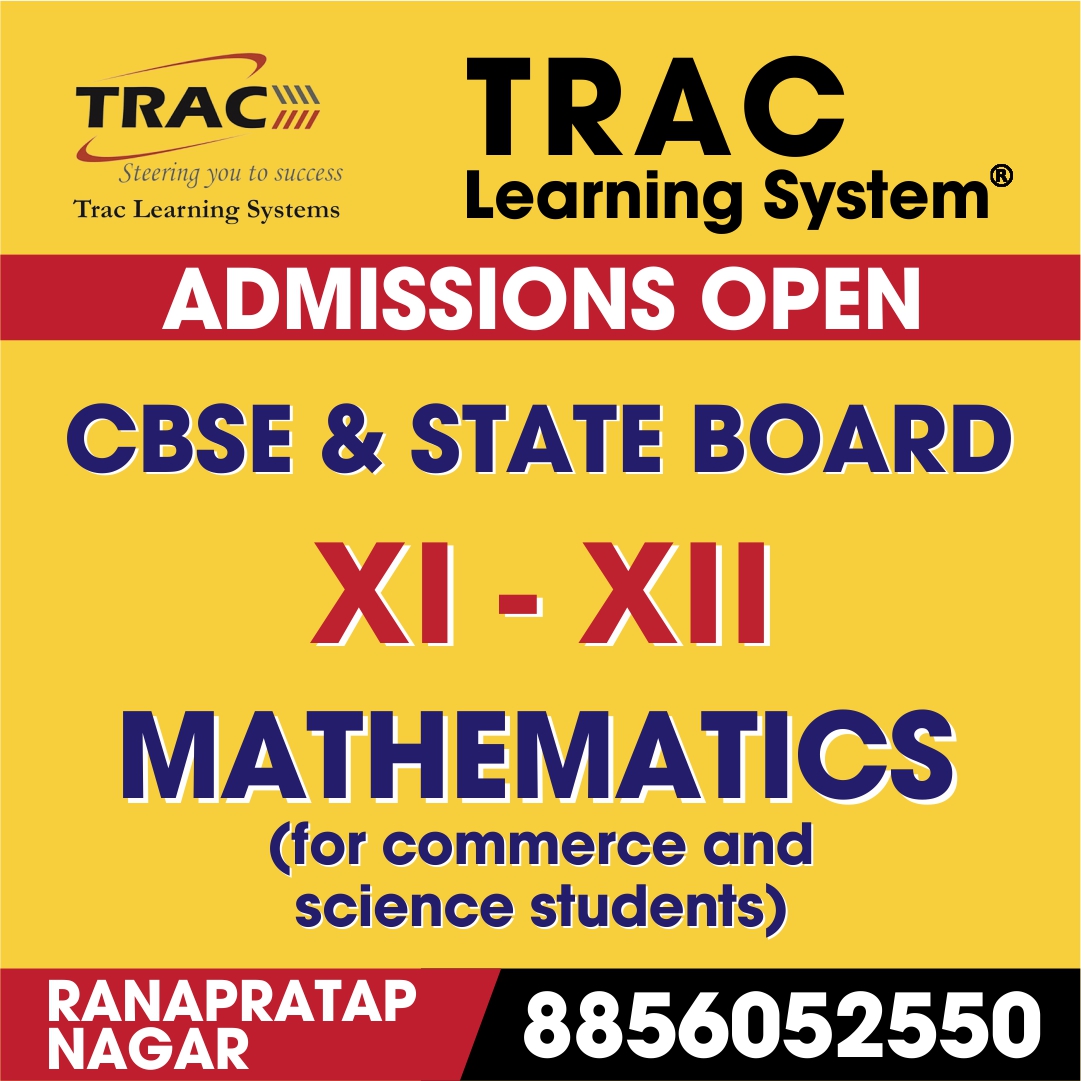 TRAC
Steering you to success
Trac Learning Systems
TRAC
Learning System®
ADMISSIONS OPEN
CBSE & STATE BOARD
XI - XII
MATHEMATICS
(for commerce and
science students)
RANAPRATAP
NAGAR
8856052550